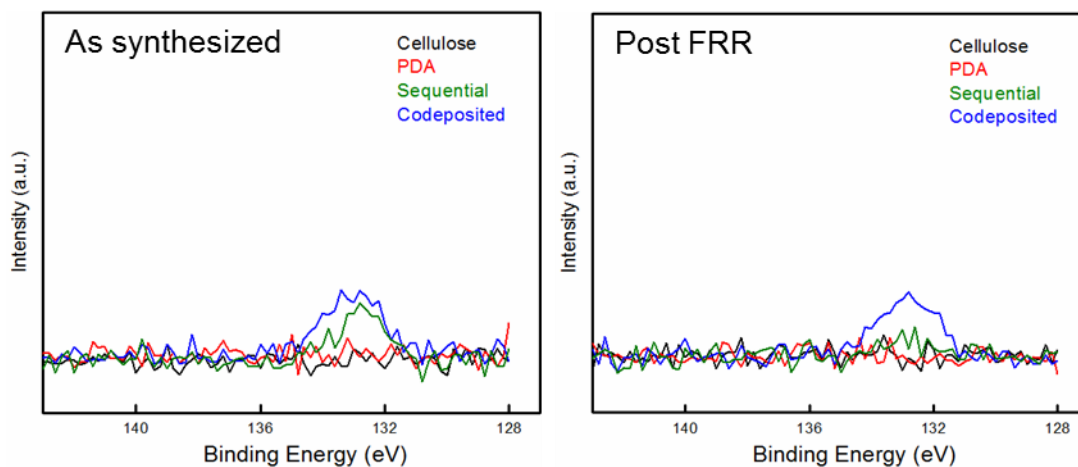 As synthesized
Cellulose
PDA
Sequential
Codeposited
Intensity (a.u.)
140
136
132
128
Binding Energy (eV)
Post FRR
Cellulose
PDA
Sequential
Codeposited
Intensity (a.u.)
140
136
132
128
Binding Energy (eV)